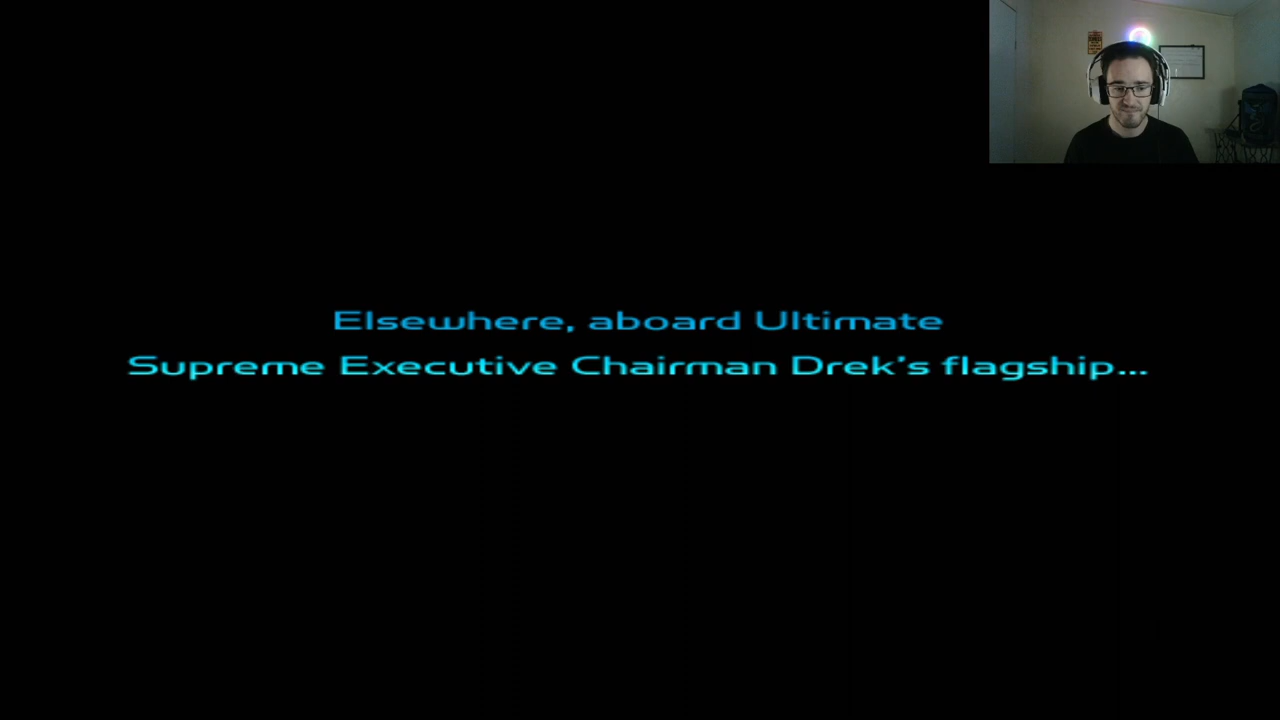 Elsewhere, aboard Ultimate
Supreme Executive Chairman Drek's flagship...